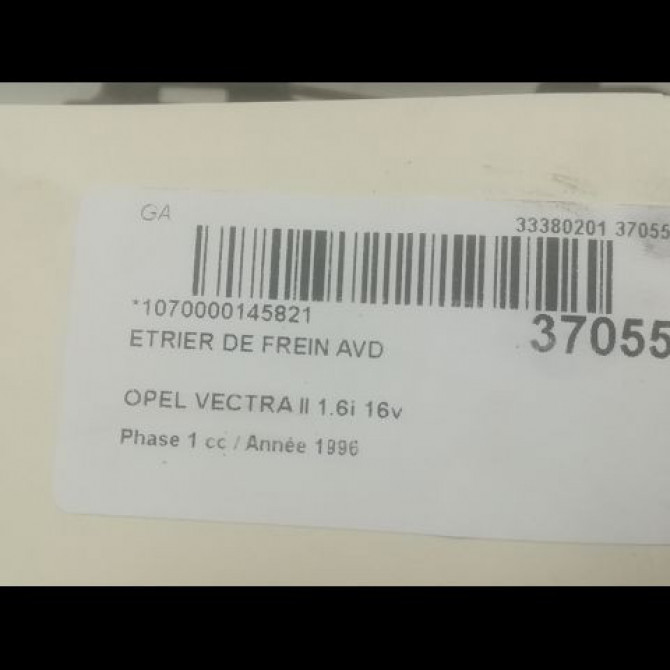 GA
33380201 37055
*1070000145821
37055
ETRIER DE FREIN AVD
OPEL VECTRA II 1.6i 16v
Phase 1 cc / Année 1996